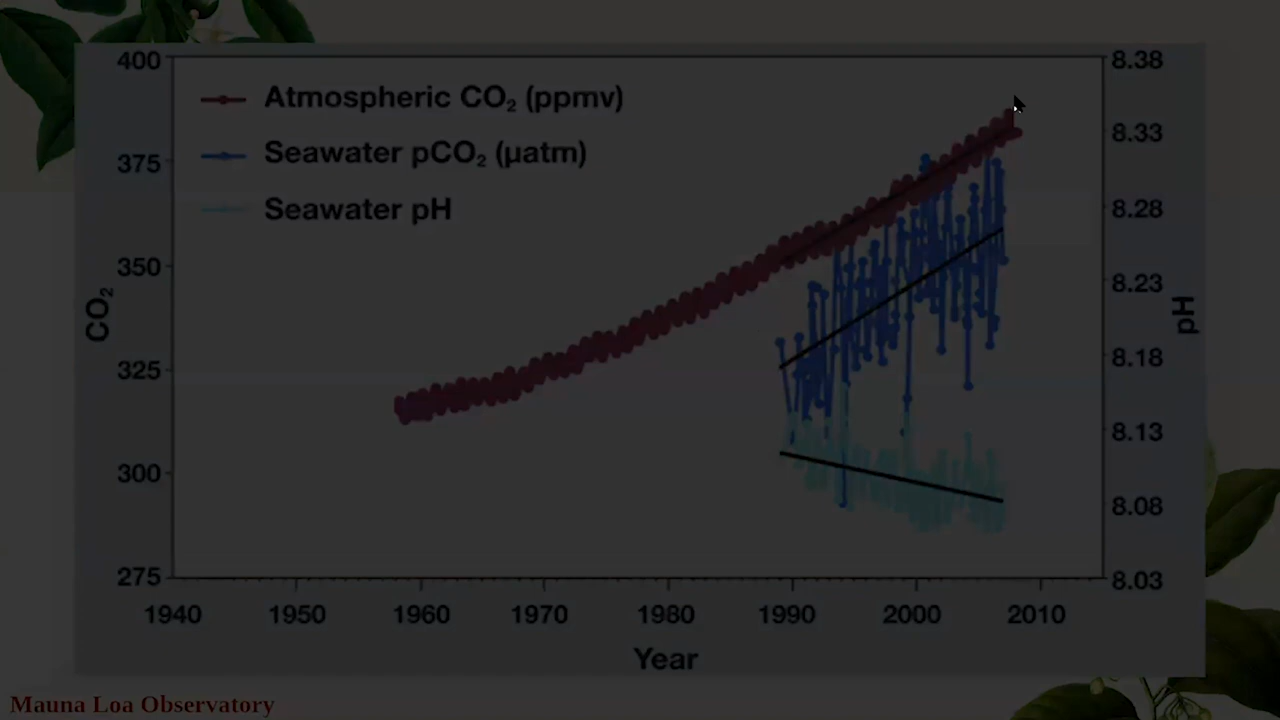 400
8.38
Atmospheric CO₂ (ppmv)
8.33
Seawater pCO₂ (µatm)
375
Seawater pH
8.28
350
8.23
CO₂
pH
325
8.18
8.13
300
8.08
275
8.03
1940 1950 1960 1970 1980 1990 2000 2010
Year
Mauna Loa Observatory